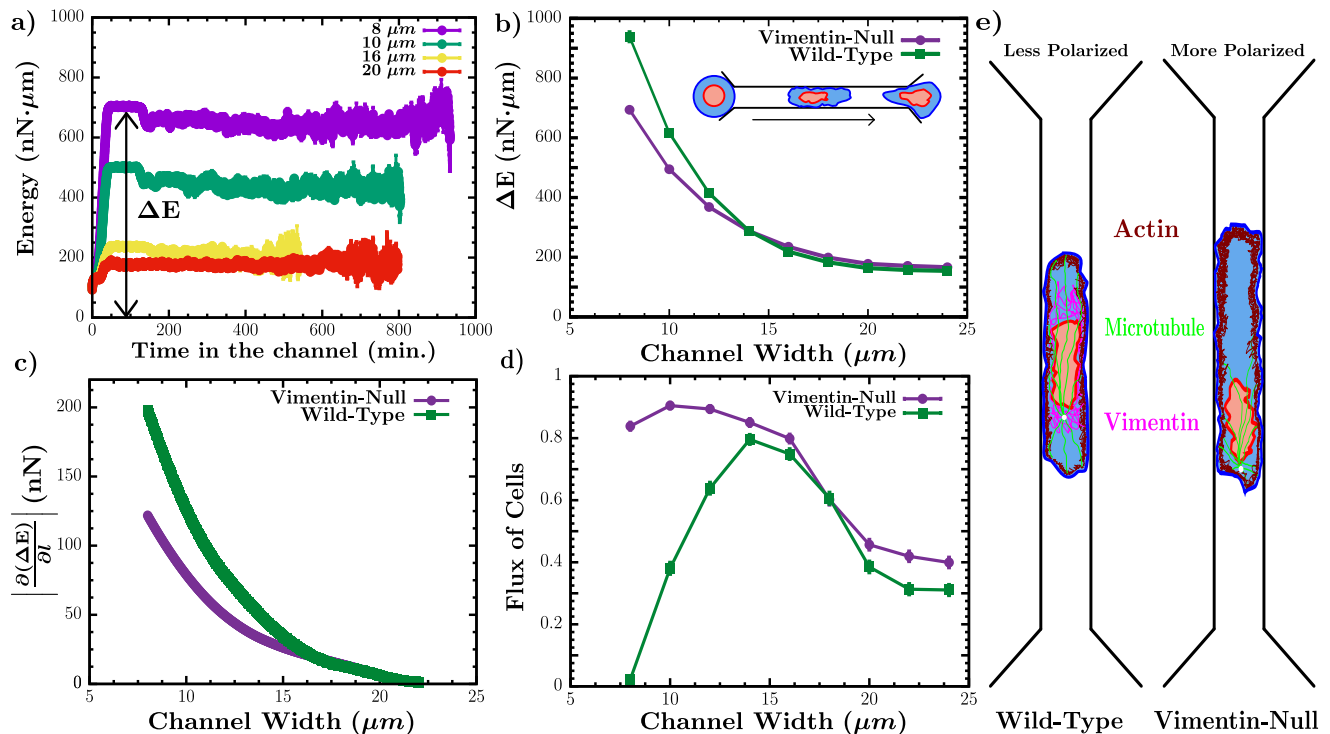 a)
1000
800
600
400
200
0
Energy (nN·μm)
8 μm
10 μm
16 μm
20 μm
ΔE
0
200
400
600
800
1000
Time in the channel (min.)
b)
1000
800
600
400
200
0
ΔE (nN·μm)
Vimentin-Null
Wild-Type
5
10
15
20
25
Channel Width (μm)
c)
200
150
100
50
0
|∂(ΔE)/∂l| (nN)
Vimentin-Null
Wild-Type
5
10
15
20
25
Channel Width (μm)
d)
1
0.8
0.6
0.4
0.2
0
Flux of Cells
Vimentin-Null
Wild-Type
5
10
15
20
25
Channel Width (μm)
e)
Less Polarized
More Polarized
Actin
Microtubule
Vimentin
Wild-Type
Vimentin-Null